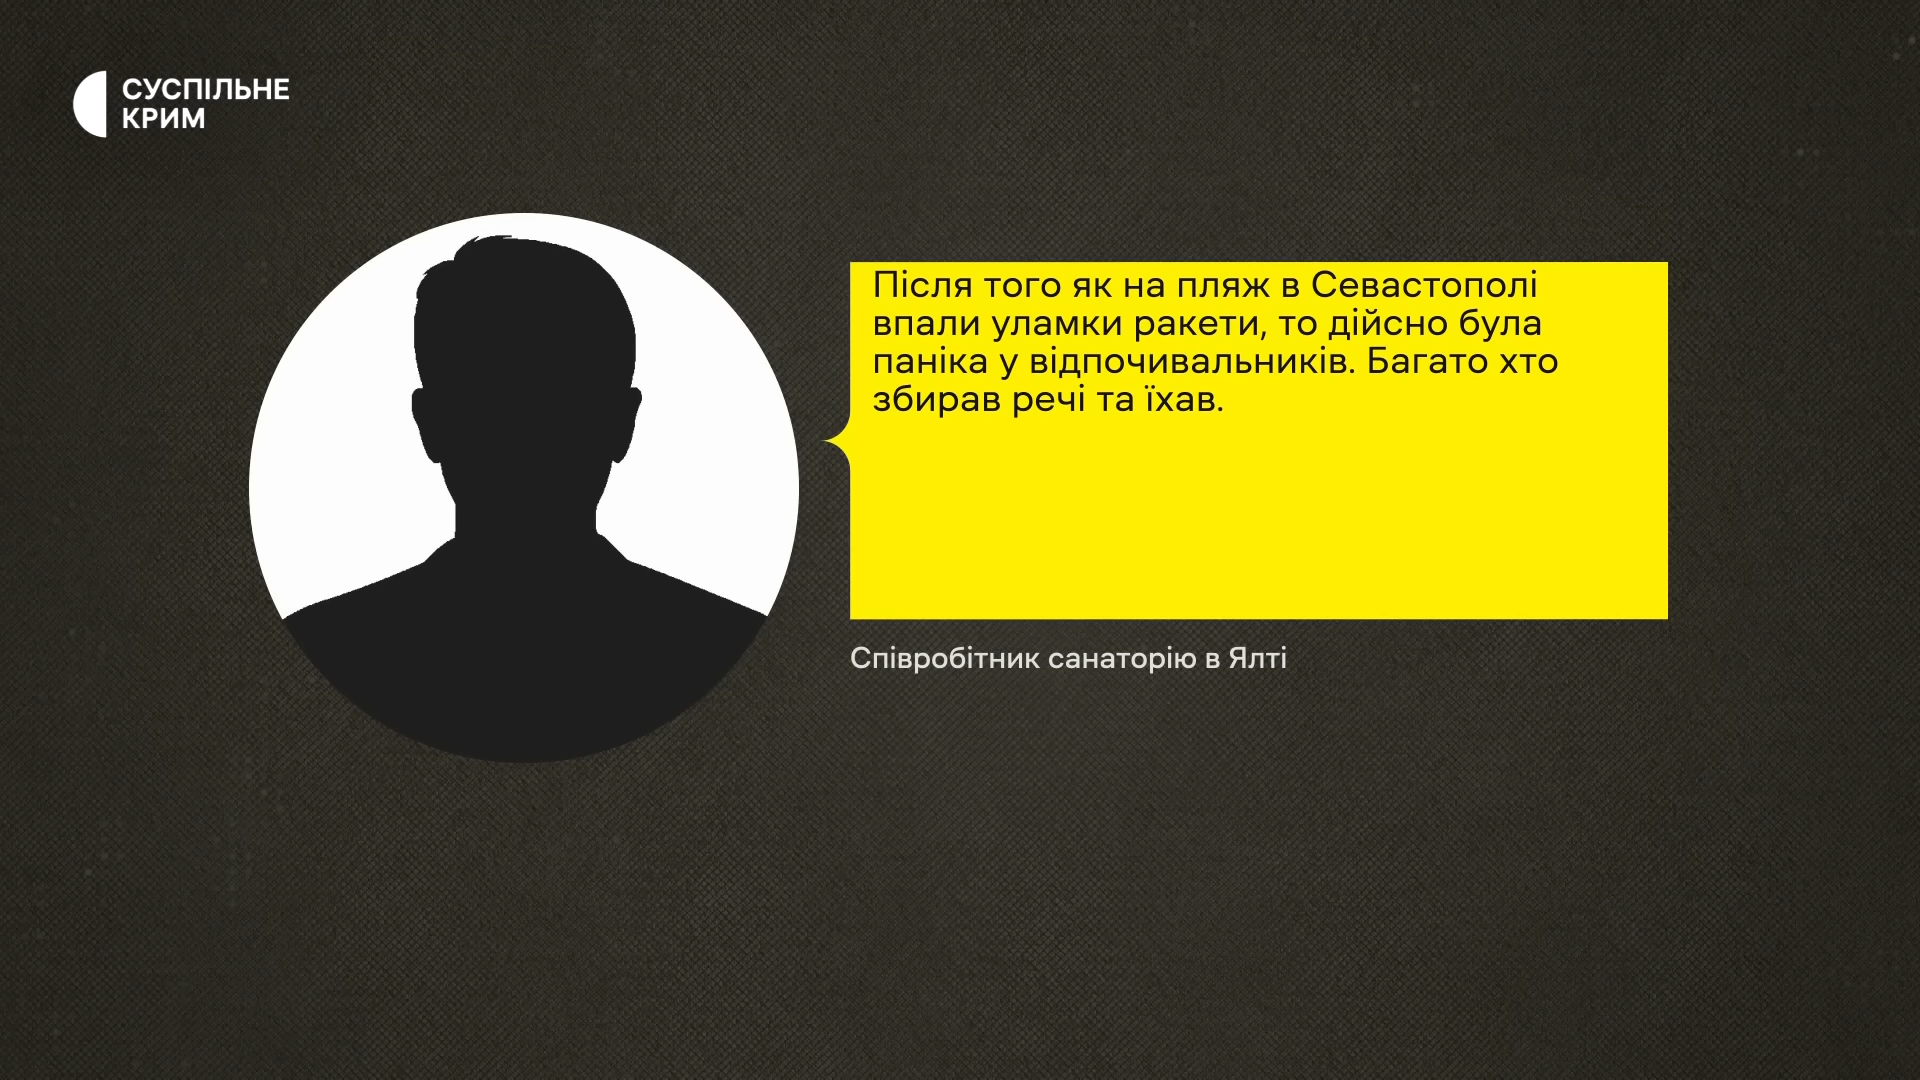 СУСПІЛЬНЕ
КРИМ
Після того як на пляж в Севастополі
впали уламки ракети, то дійсно була
паніка у відпочивальників. Багато хто
збирав речі та їхав.
Співробітник санаторію в Ялті